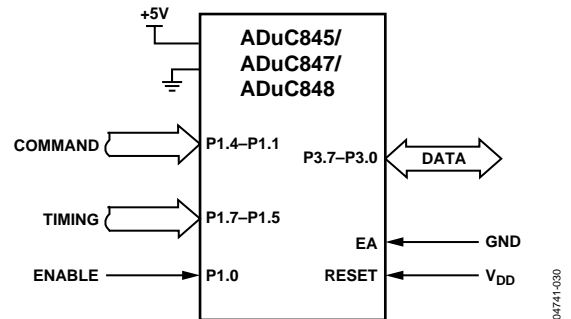 +5V
ADuC845/
ADuC847/
ADuC848
COMMAND
P1.4–P1.1
P3.7–P3.0
DATA
TIMING
P1.7–P1.5
EA
GND
ENABLE
P1.0
RESET
VDD
04741-030